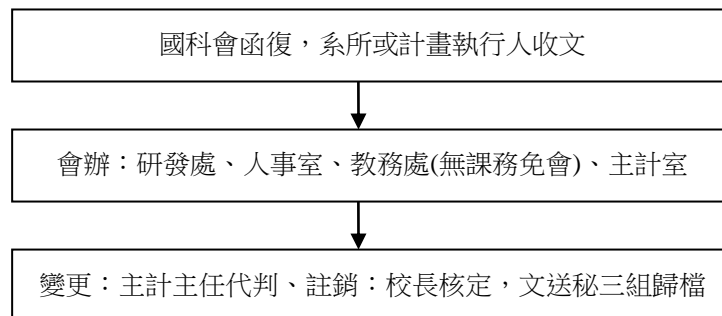 國科會函復，系所或計畫執行人收文
會辦：研發處、人事室、教務處(無課務免會)、主計室
變更：主計主任代判、註銷：校長核定，文送秘三組歸檔